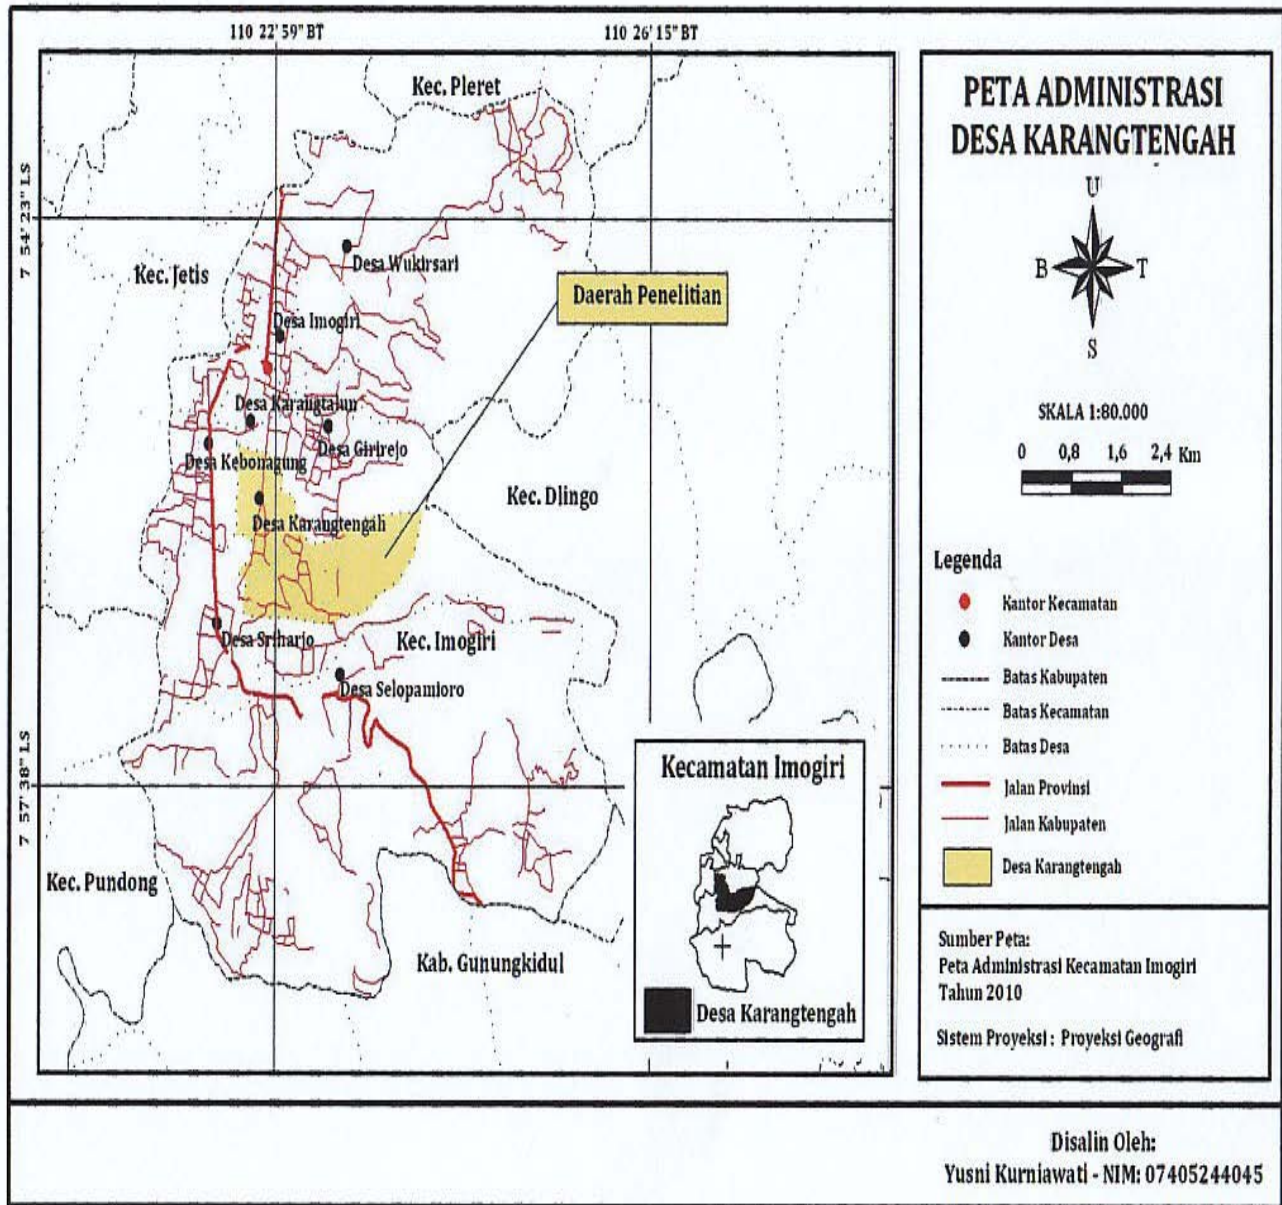 110 22' 59" BT
110 26' 15" BT
7 54' 23" LS
7 57' 38" LS
Kec. Pleret
Desa Wukirsari
Kec. Jetis
Daerah Penelitian
Desa Imogiri
Desa Karangtalun
Desa Girirejo
Desa Kebonagung
Kec. Dlingo
Desa Karangtengah
Desa Sriharjo
Kec. Imogiri
Desa Selopamioro
Kec. Pundong
Kab. Gunungkidul
Kecamatan Imogiri
Desa Karangtengah
PETA ADMINISTRASI
DESA KARANGTENGAH
U
B
T
S
SKALA 1:80.000
0 0,8 1,6 2,4 Km
Legenda
Kantor Kecamatan
Kantor Desa
Batas Kabupaten
Batas Kecamatan
Batas Desa
Jalan Provinsi
Jalan Kabupaten
Desa Karangtengah
Sumber Peta:
Peta Administrasi Kecamatan Imogiri
Tahun 2010
Sistem Proyeksi : Proyeksi Geografi
Disalin Oleh:
Yusni Kurniawati - NIM: 07405244045